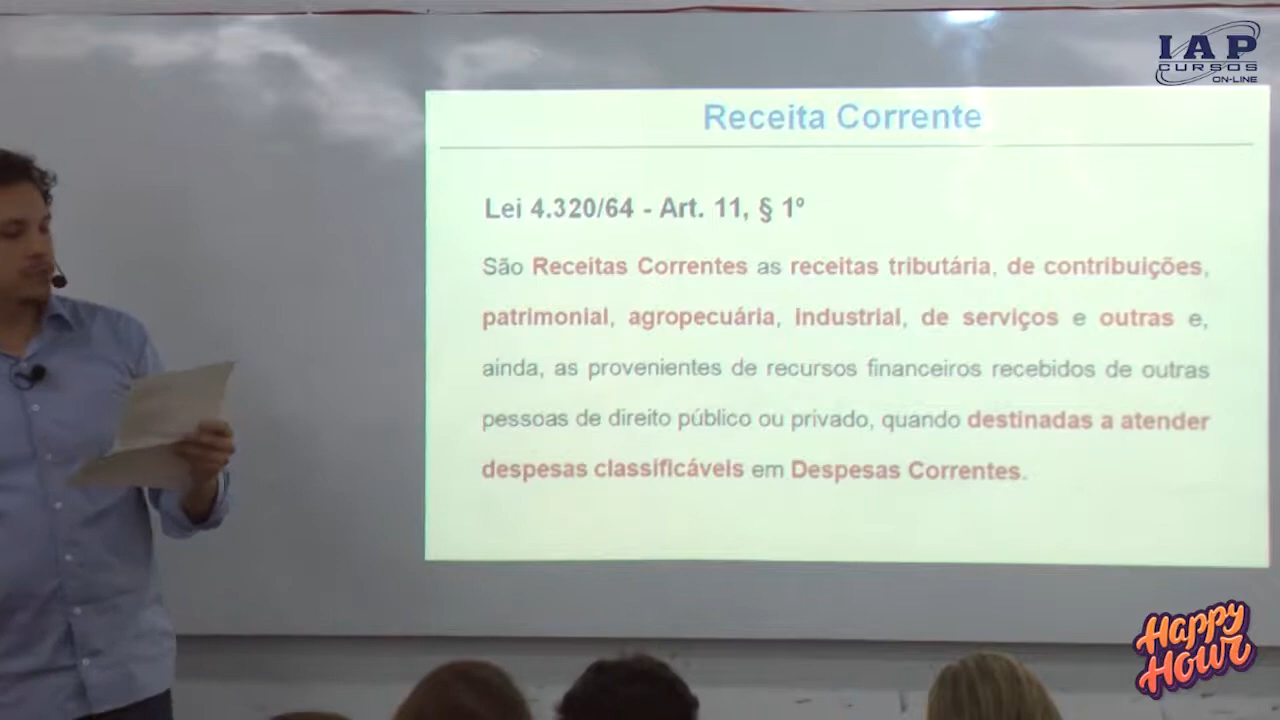 IAP
CURSOS
ON-LINE
Receita Corrente
Lei 4.320/64 - Art. 11, § 1º
São Receitas Correntes as receitas tributária, de contribuições,
patrimonial, agropecuária, industrial, de serviços e outras e,
ainda, as provenientes de recursos financeiros recebidos de outras
pessoas de direito público ou privado, quando destinadas a atender
despesas classificáveis em Despesas Correntes.
Happy
Hour